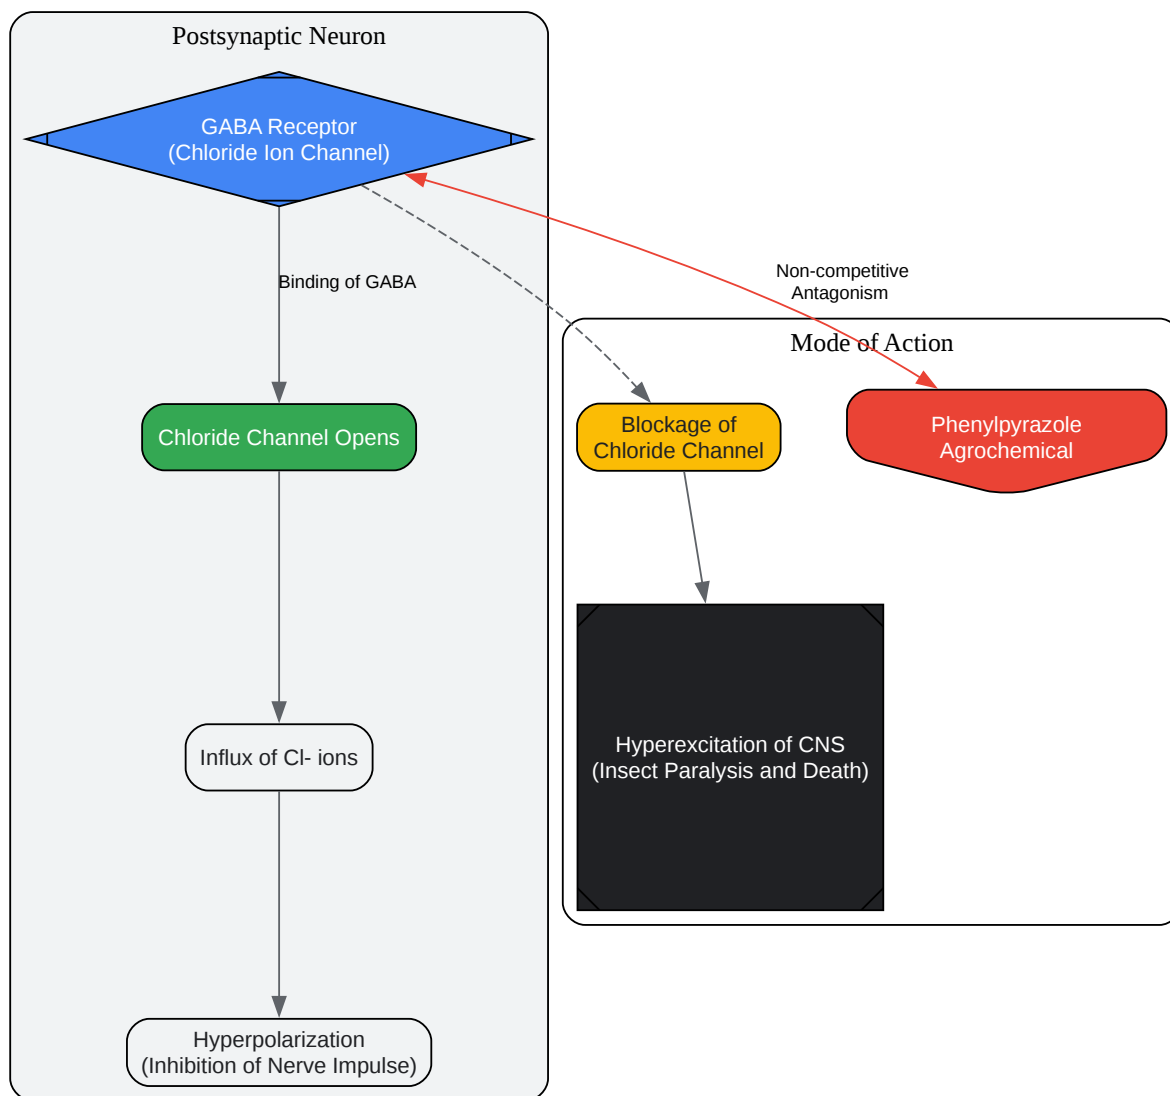 Postsynaptic Neuron
GABA Receptor
(Chloride Ion Channel)
Binding of GABA
Non-competitive
Antagonism
Mode of Action
Chloride Channel Opens
Blockage of
Chloride Channel
Phenylpyrazole
Agrochemical
Influx of Cl- ions
Hyperexcitation of CNS
(Insect Paralysis and Death)
Hyperpolarization
(Inhibition of Nerve Impulse)